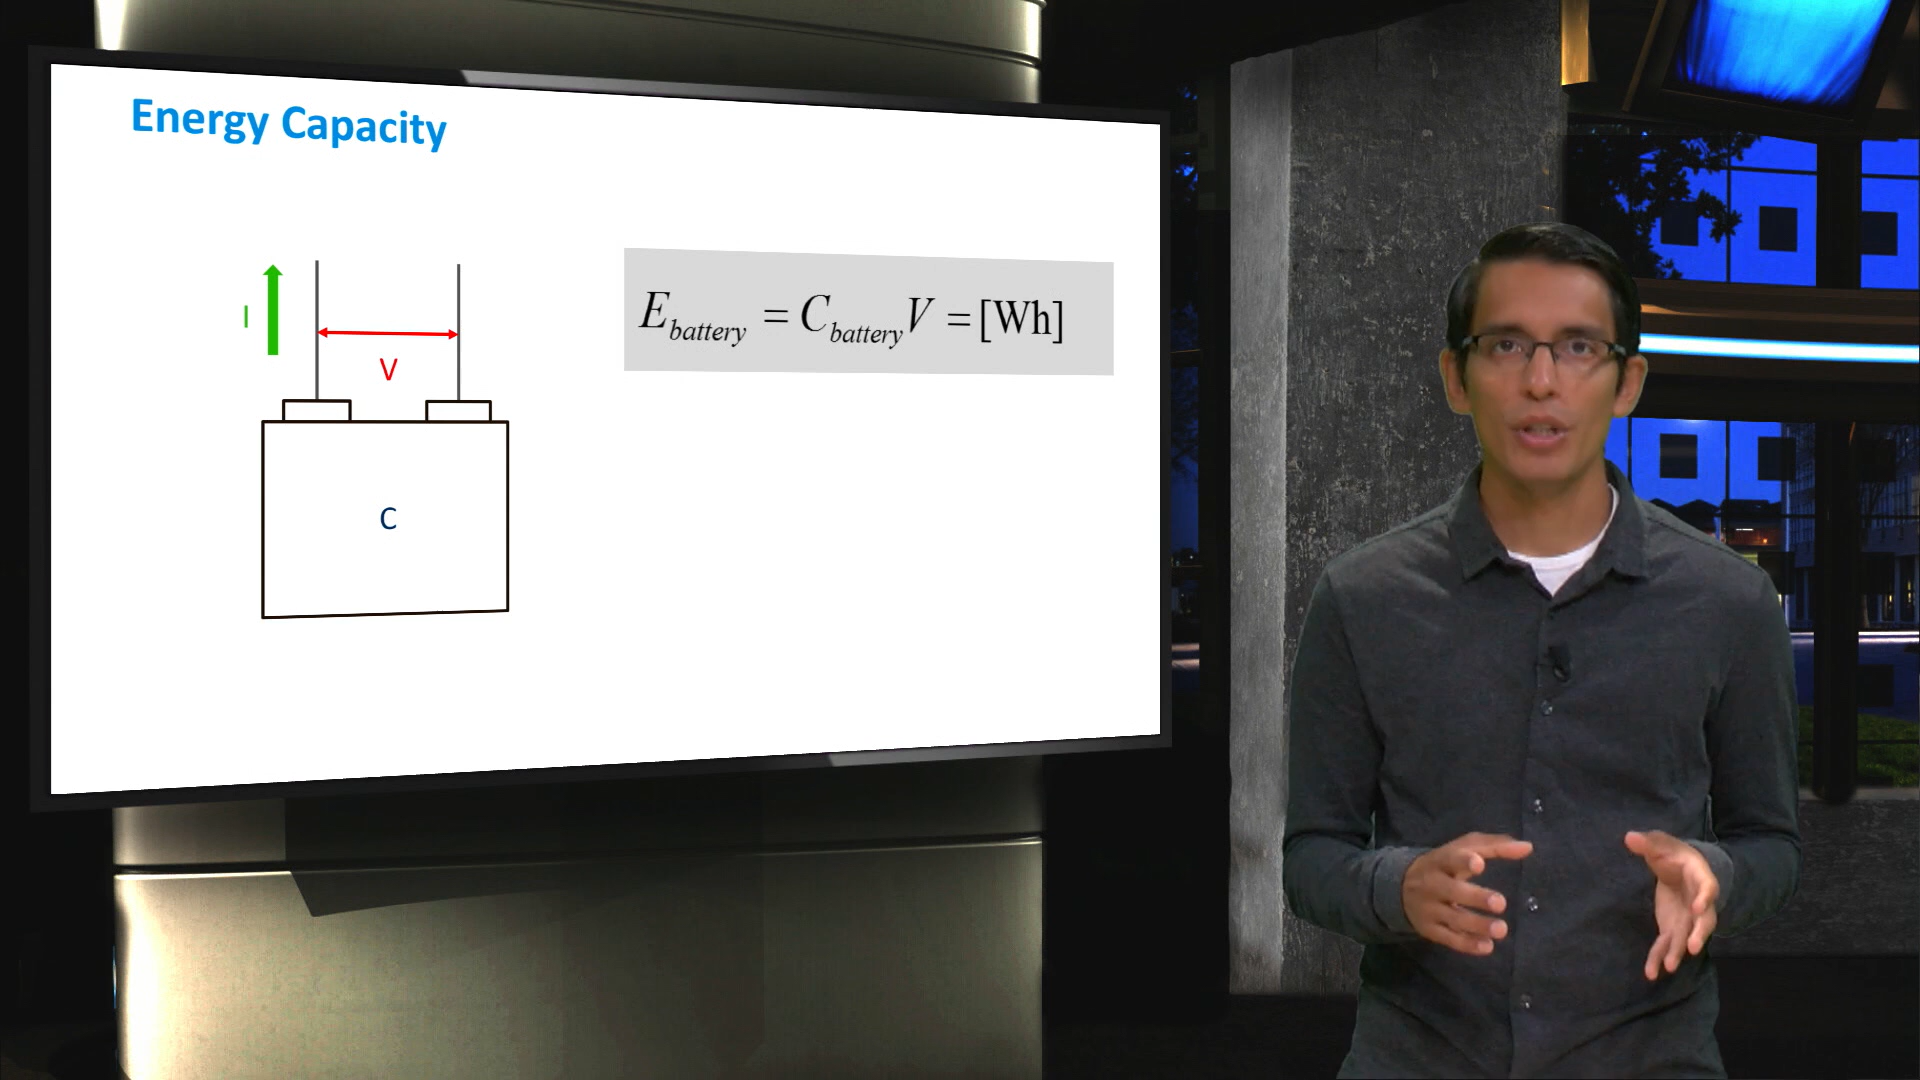 Energy Capacity
I
V
C
E_battery = C_battery V = [Wh]